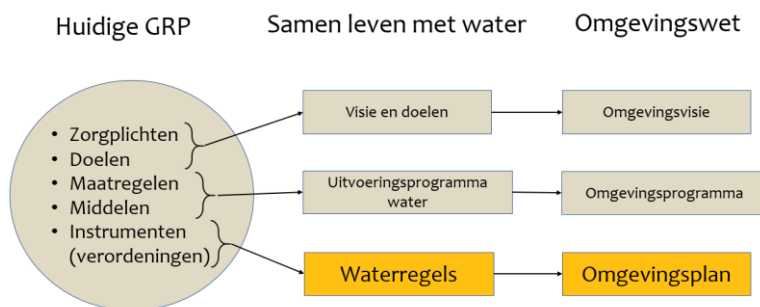 Huidige GRP
Samen leven met water
Omgevingswet
• Zorgplichten
• Doelen
• Maatregelen
• Middelen
• Instrumenten
(verordeningen)
Visie en doelen
Omgevingsvisie
Uitvoeringsprogramma
water
Omgevingsprogramma
Waterregels
Omgevingsplan